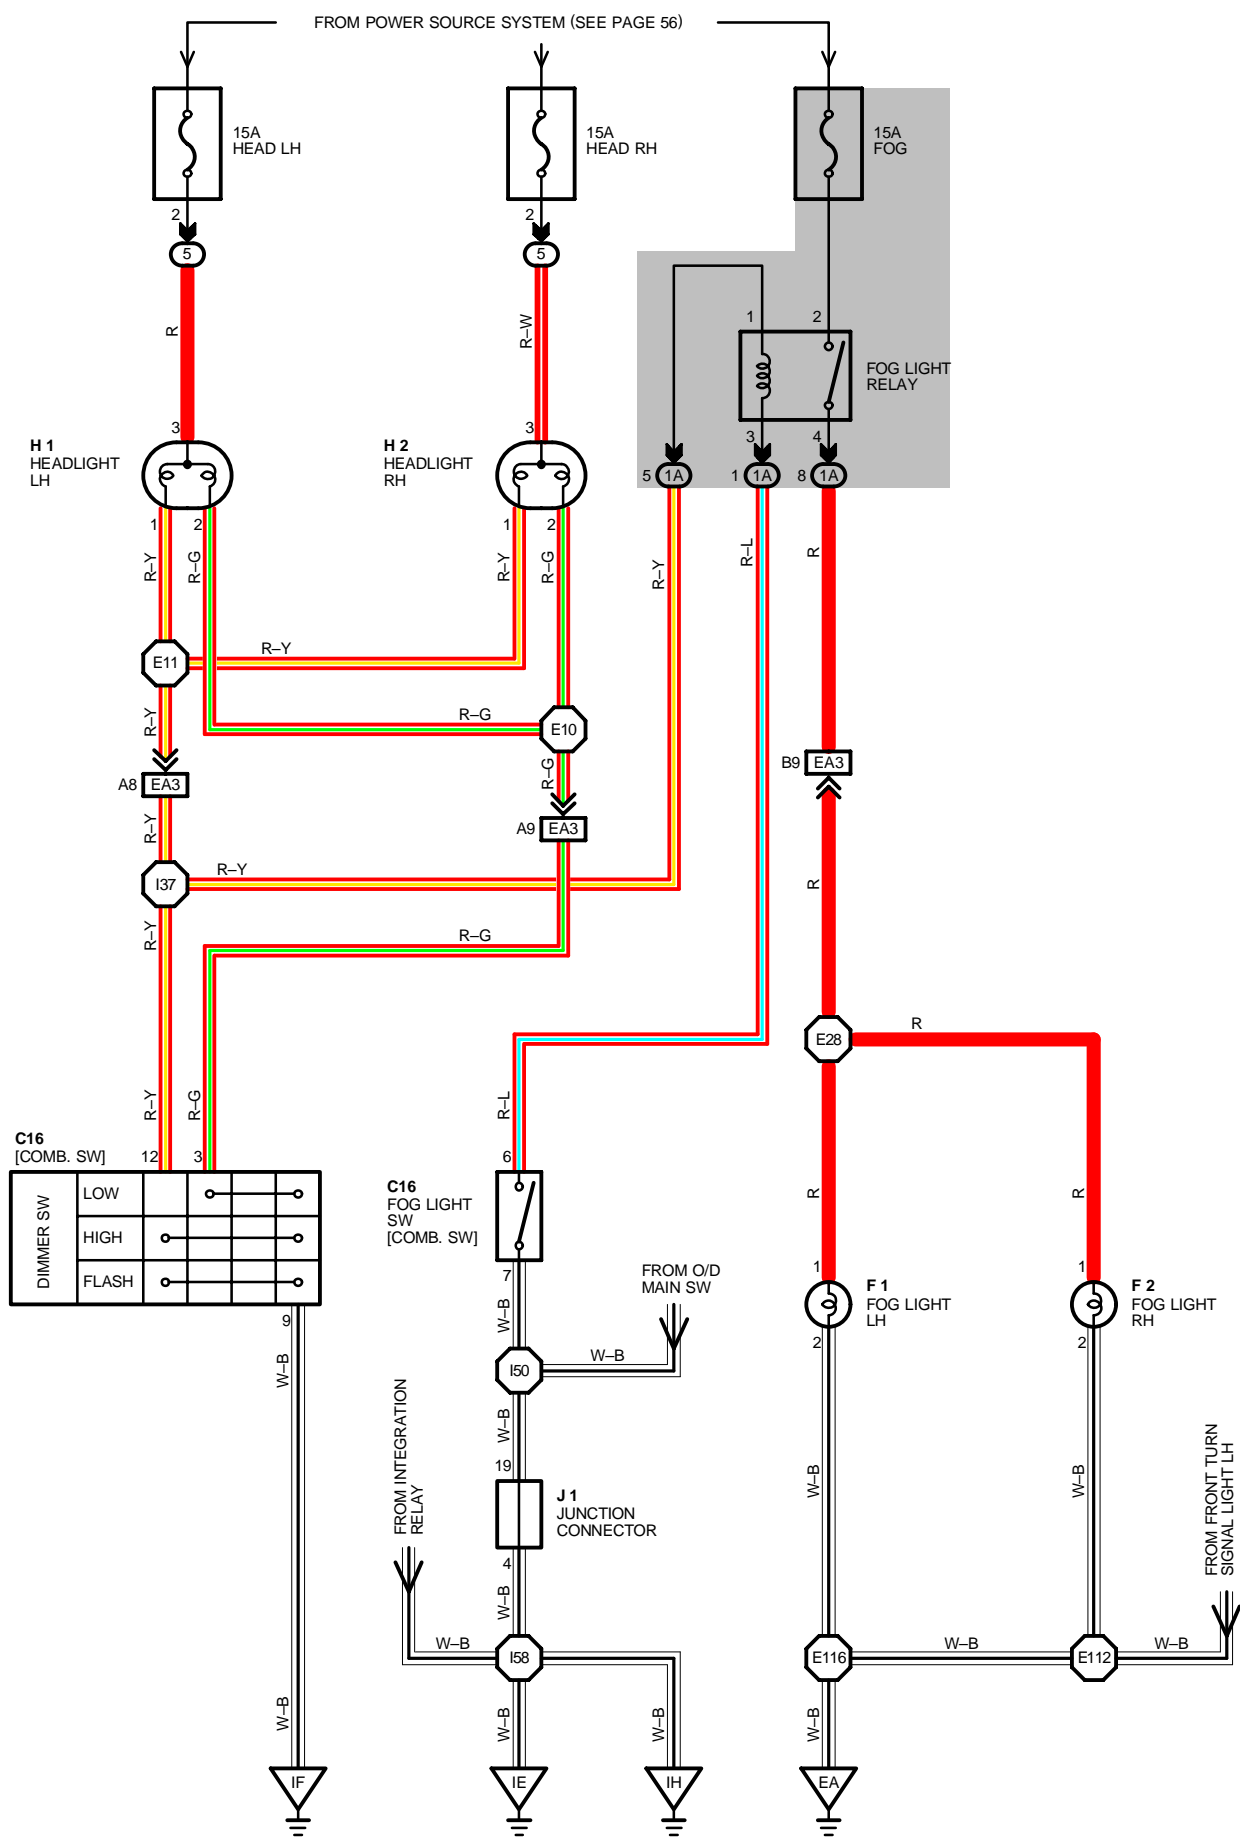 FROM POWER SOURCE SYSTEM (SEE PAGE 56)
15A
HEAD LH
15A
HEAD RH
15A
FOG
2
2
5
5
R
R–W
1
2
FOG LIGHT
RELAY
3
3
3
4
H 1
HEADLIGHT
LH
H 2
HEADLIGHT
RH
5
1A
1
1A
8
1A
1
2
1
2
R–Y
R–G
R–Y
R–G
R–Y
R–L
R
E11
R–Y
R–Y
R–G
E10
R–G
B9
EA3
A8
EA3
A9
EA3
R–Y
I37
R–Y
R
R–Y
R–G
E28
R
R–Y
R–G
R–L
C16
[COMB. SW]
12
3
6
DIMMER SW
LOW
HIGH
FLASH
C16
FOG LIGHT
SW
[COMB. SW]
R
R
7
FROM O/D
MAIN SW
1
F 1
FOG LIGHT
LH
1
F 2
FOG LIGHT
RH
9
W–B
W–B
2
2
I50
W–B
FROM INTEGRATION
RELAY
W–B
19
J 1
JUNCTION
CONNECTOR
4
W–B
W–B
W–B
FROM FRONT TURN
SIGNAL LIGHT LH
W–B
I58
E116
W–B
E112
W–B
W–B
W–B
W–B
W–B
IF
IE
IH
EA